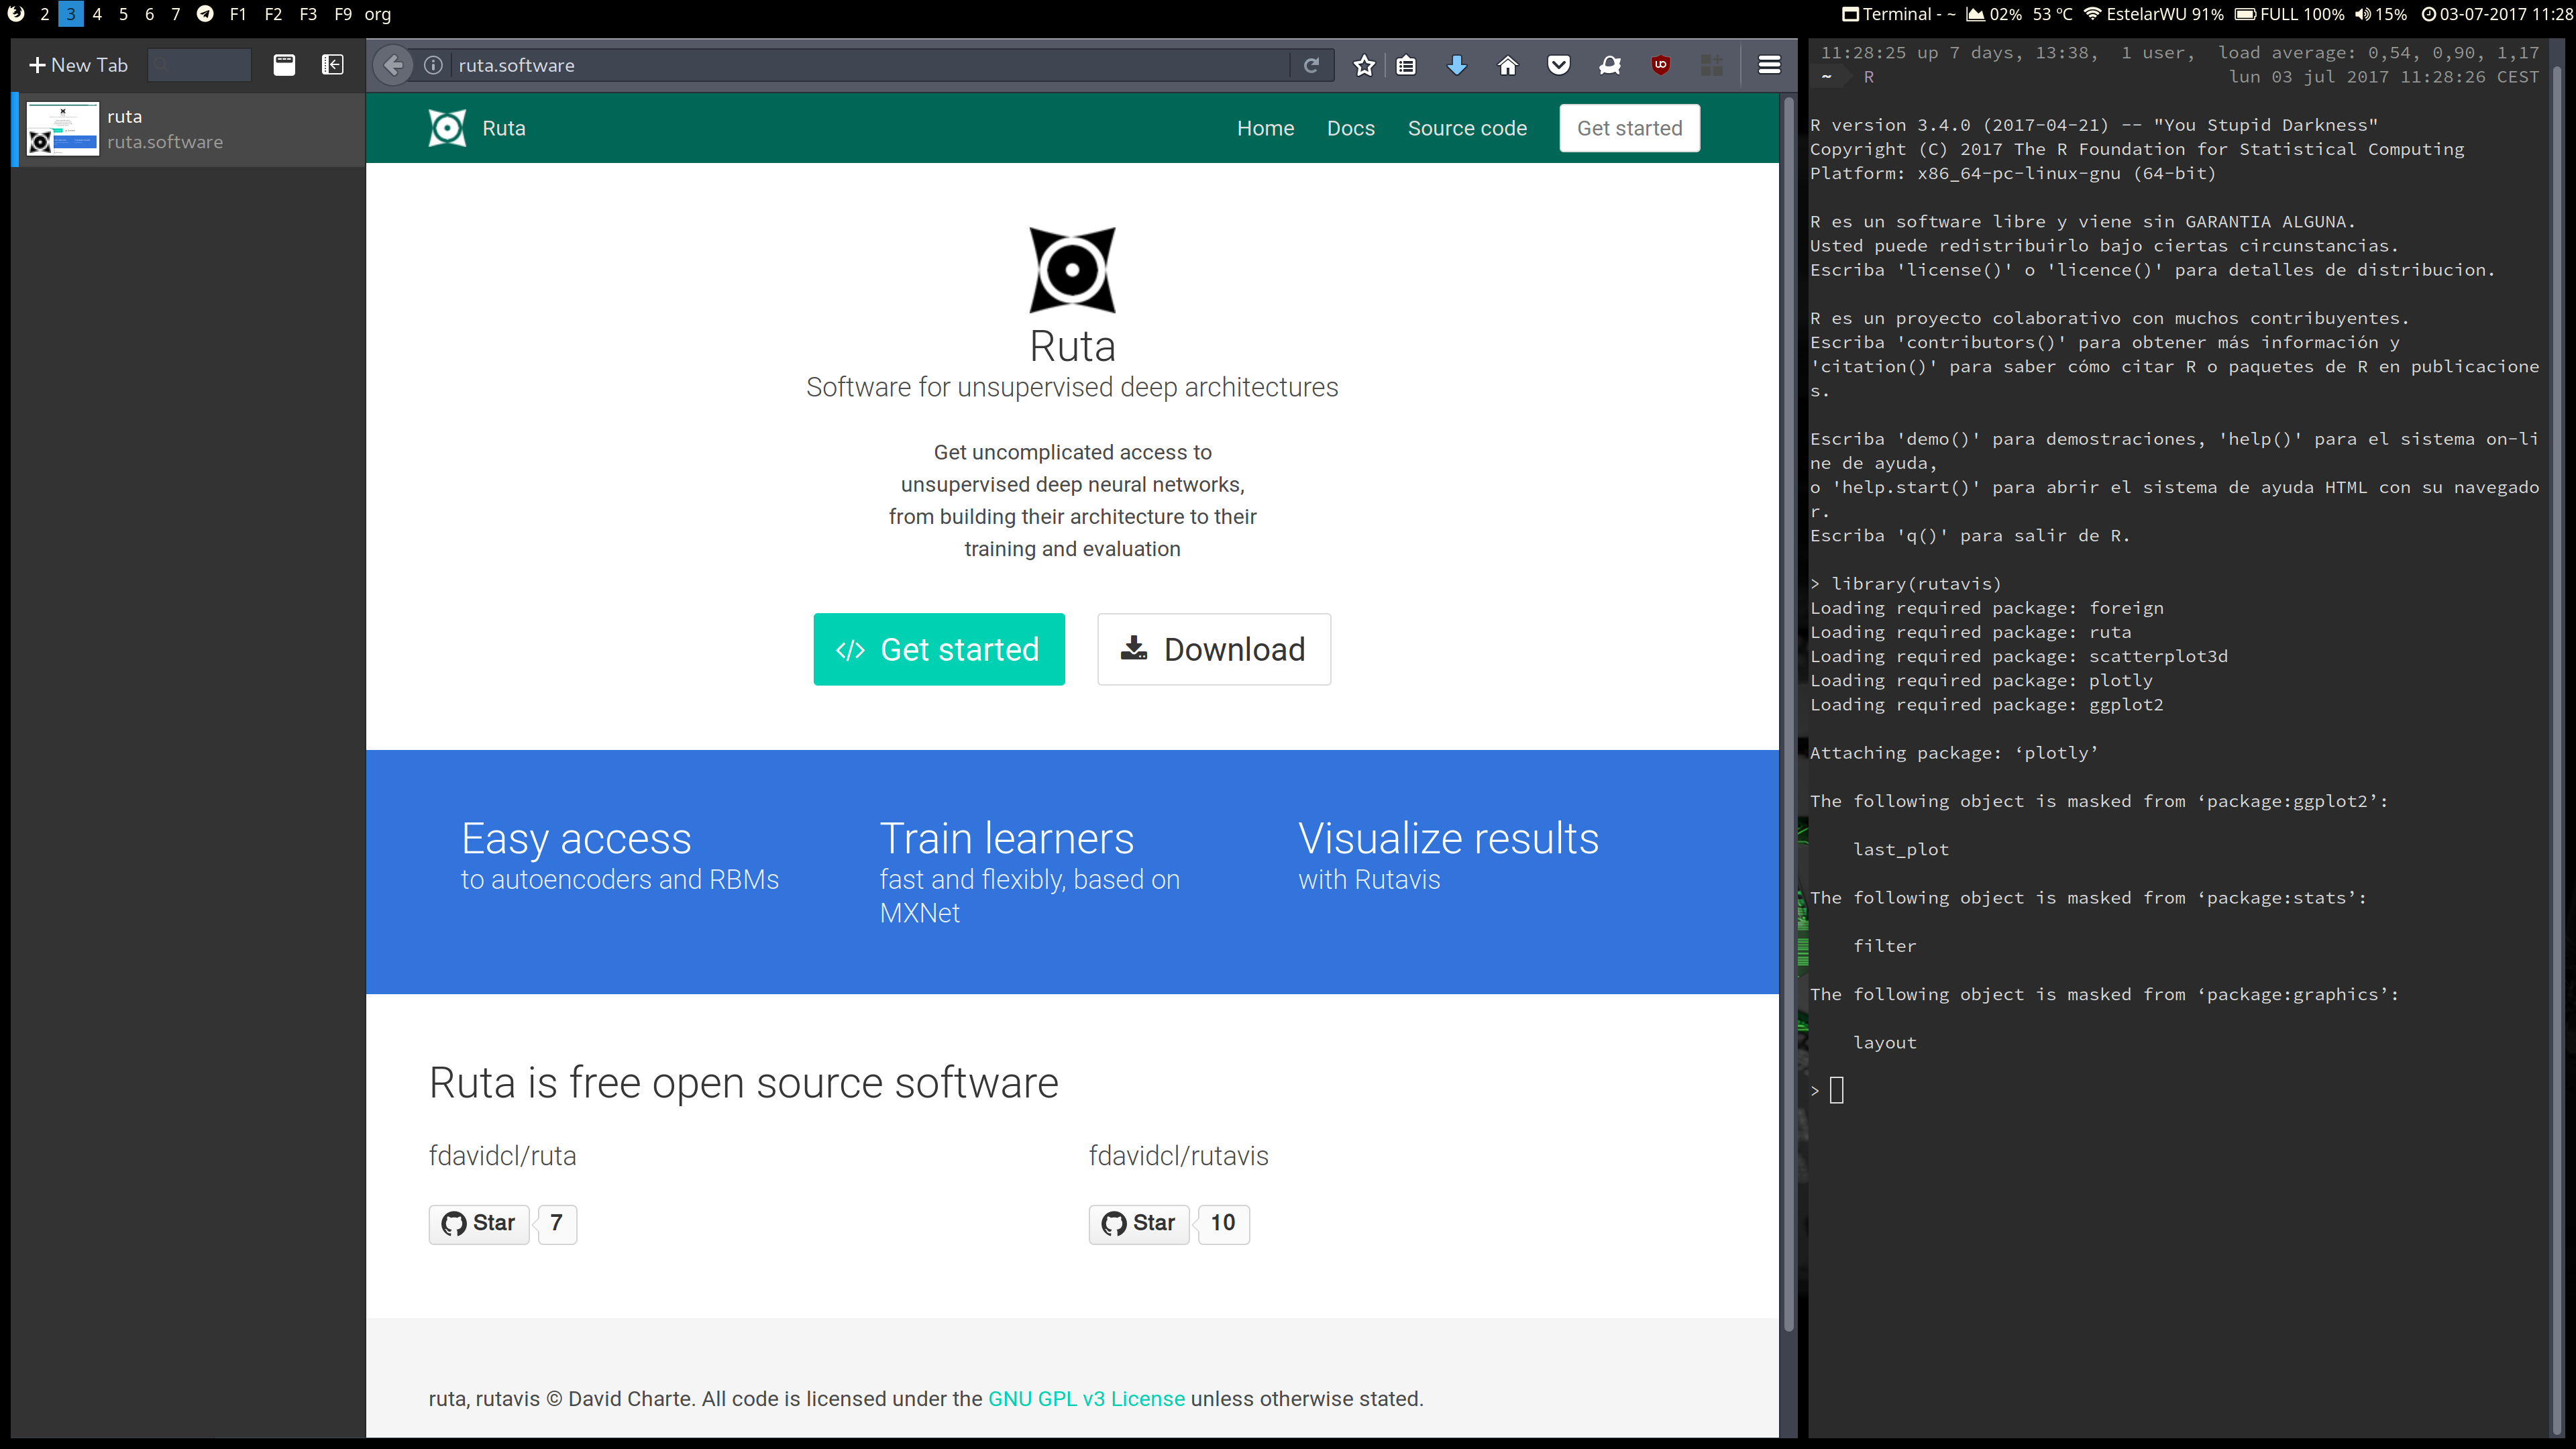 2 3 4 5 6 7 F1 F2 F3 F9 org
Terminal - ~ 02% 53 ºC EstelarWU 91% FULL 100% 15% 03-07-2017 11:28
New Tab
ruta
ruta.software
ruta.software
Ruta
Home Docs Source code Get started
Ruta
Software for unsupervised deep architectures
Get uncomplicated access to
unsupervised deep neural networks,
from building their architecture to their
training and evaluation
</> Get started
Download
Easy access
to autoencoders and RBMs
Train learners
fast and flexibly, based on
MXNet
Visualize results
with Rutavis
Ruta is free open source software
fdavidcl/ruta
Star 7
fdavidcl/rutavis
Star 10
ruta, rutavis © David Charte. All code is licensed under the GNU GPL v3 License unless otherwise stated.
11:28:25 up 7 days, 13:38,  1 user,  load average: 0,54, 0,90, 1,17
~ R lun 03 jul 2017 11:28:26 CEST
R version 3.4.0 (2017-04-21) -- "You Stupid Darkness"
Copyright (C) 2017 The R Foundation for Statistical Computing
Platform: x86_64-pc-linux-gnu (64-bit)
R es un software libre y viene sin GARANTIA ALGUNA.
Usted puede redistribuirlo bajo ciertas circunstancias.
Escriba 'license()' o 'licence()' para detalles de distribucion.
R es un proyecto colaborativo con muchos contribuyentes.
Escriba 'contributors()' para obtener más información y
'citation()' para saber cómo citar R o paquetes de R en publicacione
s.
Escriba 'demo()' para demostraciones, 'help()' para el sistema on-li
ne de ayuda,
o 'help.start()' para abrir el sistema de ayuda HTML con su navegado
r.
Escriba 'q()' para salir de R.
> library(rutavis)
Loading required package: foreign
Loading required package: ruta
Loading required package: scatterplot3d
Loading required package: plotly
Loading required package: ggplot2
Attaching package: ‘plotly’
The following object is masked from ‘package:ggplot2’:
last_plot
The following object is masked from ‘package:stats’:
filter
The following object is masked from ‘package:graphics’:
layout
>